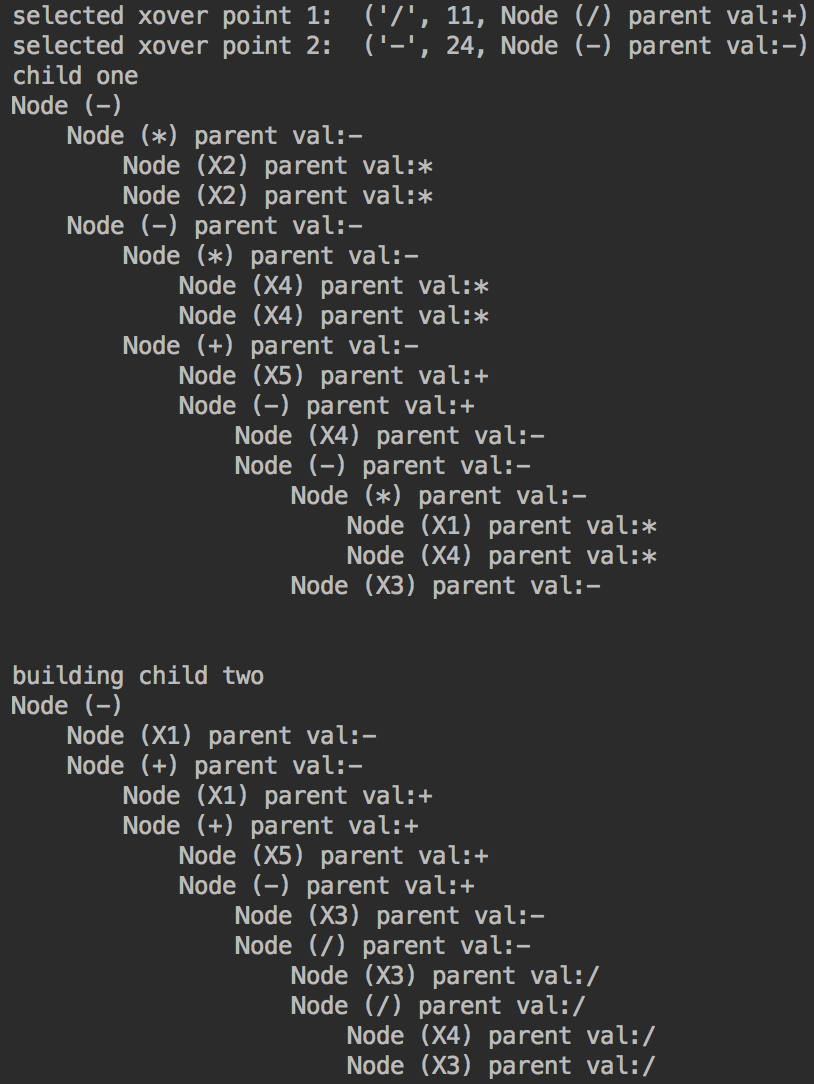 selected xover point 1:  ('/', 11, Node (/) parent val:+)
selected xover point 2:  ('-', 24, Node (-) parent val:-)
child one
Node (-)
    Node (*) parent val:-
        Node (X2) parent val:*
        Node (X2) parent val:*
    Node (-) parent val:-
        Node (*) parent val:-
            Node (X4) parent val:*
            Node (X4) parent val:*
        Node (+) parent val:-
            Node (X5) parent val:+
            Node (-) parent val:+
                Node (X4) parent val:-
                Node (-) parent val:-
                    Node (*) parent val:-
                        Node (X1) parent val:*
                        Node (X4) parent val:*
                    Node (X3) parent val:-
building child two
Node (-)
    Node (X1) parent val:-
    Node (+) parent val:-
        Node (X1) parent val:+
        Node (+) parent val:+
            Node (X5) parent val:+
            Node (-) parent val:+
                Node (X3) parent val:-
                Node (/) parent val:-
                    Node (X3) parent val:/
                    Node (/) parent val:/
                        Node (X4) parent val:/
                        Node (X3) parent val:/